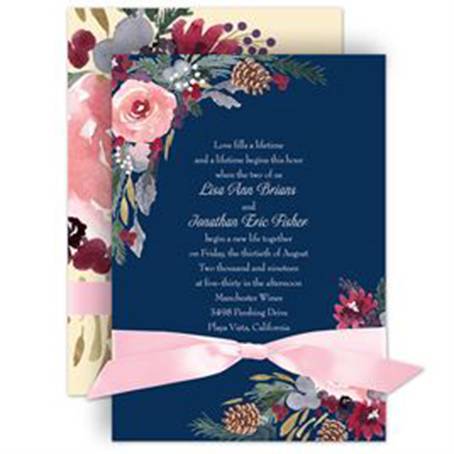 Love fills a lifetime
and a lifetime begins this hour
when the two of us
Lisa Ann Brians
and
Jonathan Eric Fisher
begin a new life together
on Friday, the thirtieth of August
Two thousand and nineteen
at five-thirty in the afternoon
Manchester Wines
3498 Pershing Drive
Playa Vista, California